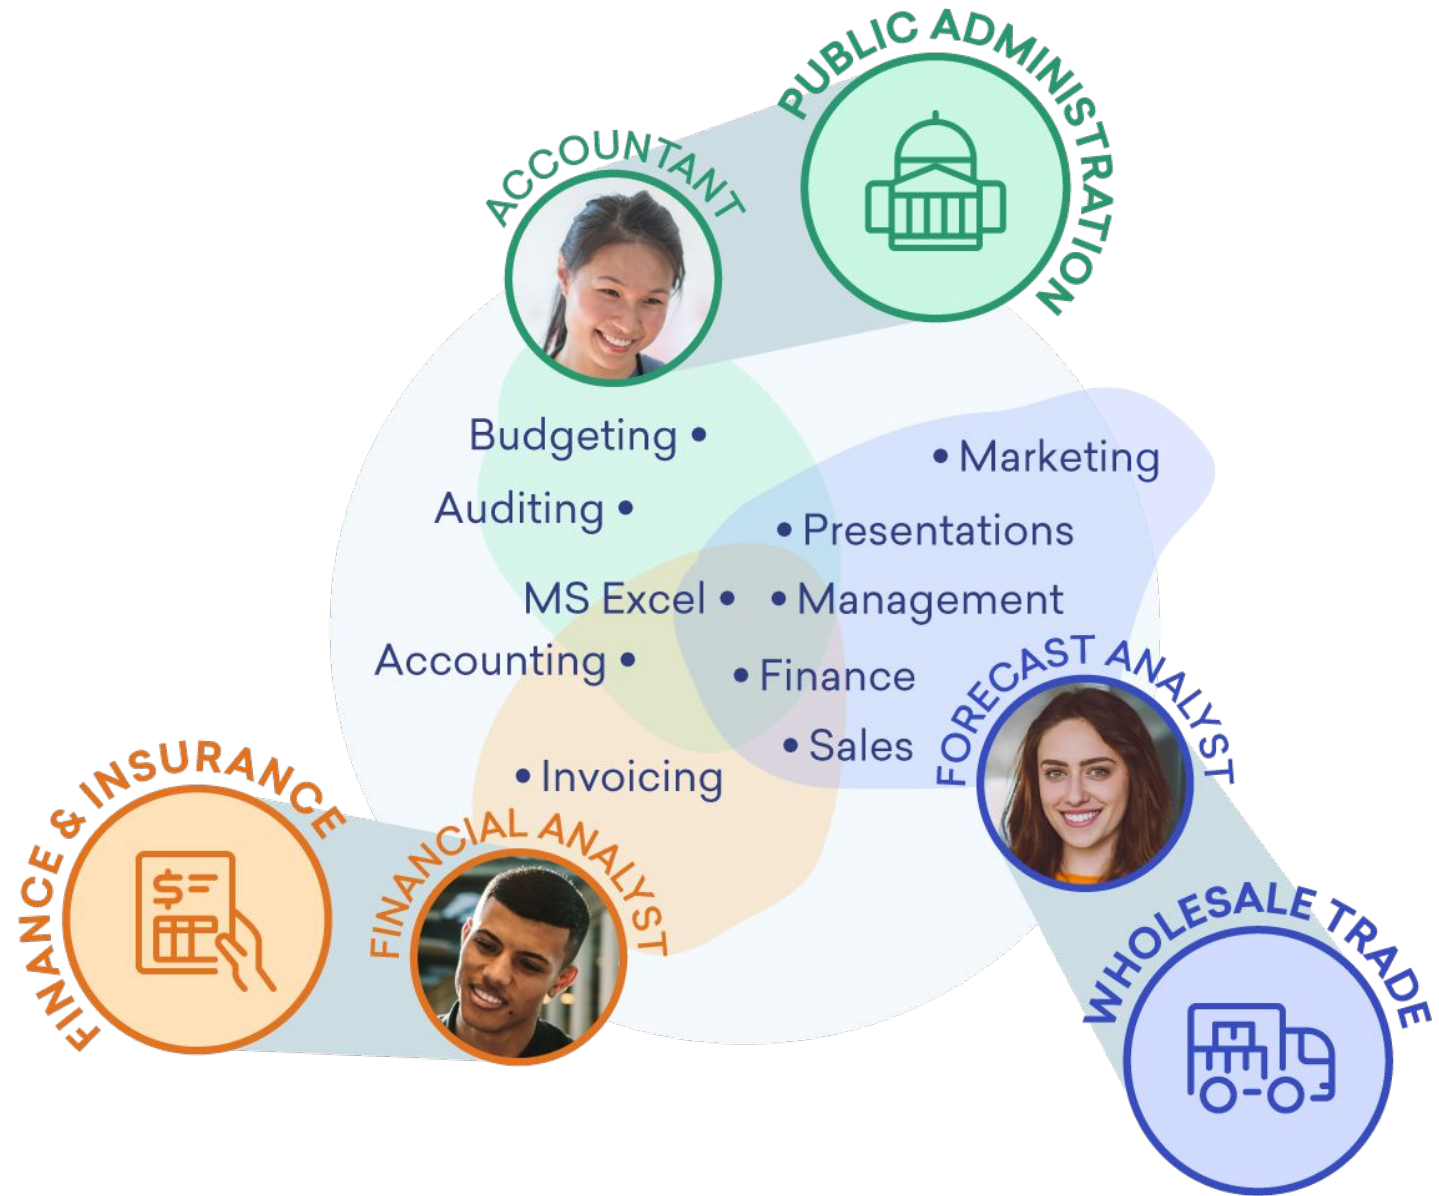 PUBLIC ADMINISTRATION
ACCOUNTANT
Budgeting
Marketing
Auditing
Presentations
MS Excel
Management
Accounting
Finance
FORECAST ANALYST
Sales
Invoicing
FINANCE & INSURANCE
FINANCIAL ANALYST
WHOLESALE TRADE